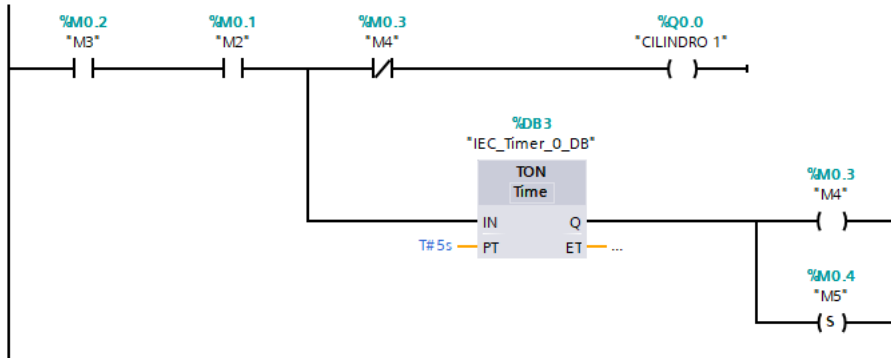 %M0.2 %M0.1 %M0.3 %Q0.0
"M3" "M2" "M4" "CILINDRO 1"
%DB3
"IEC_Timer_0_DB"
TON
Time
%M0.3
"M4"
IN Q
T#5s PT ET ...
%M0.4
"M5"
S